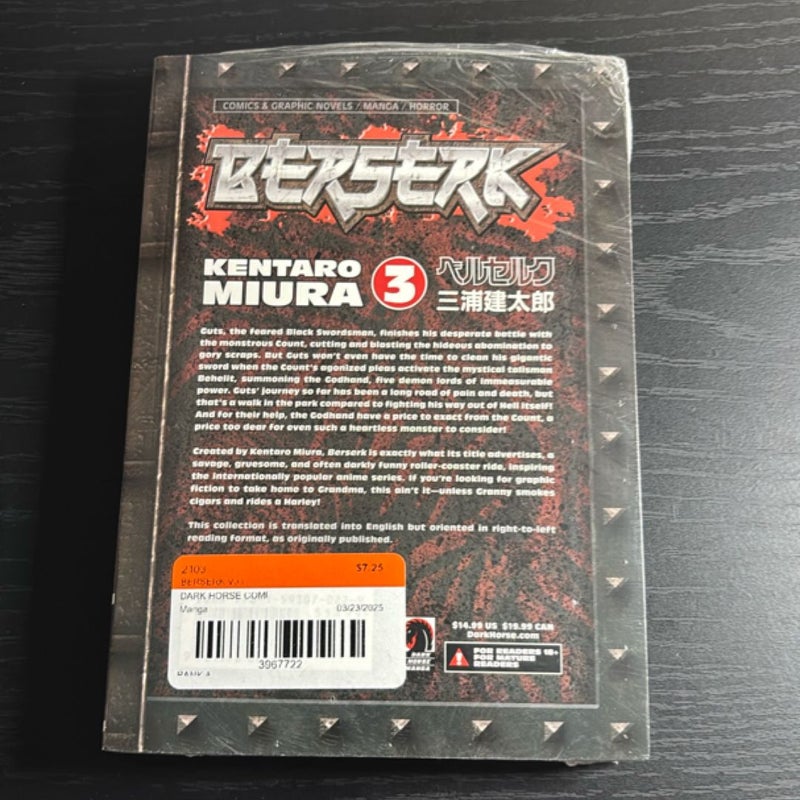 COMICS & GRAPHIC NOVELS / MANGA / HORROR
BERSERK
KENTARO
MIURA
3
ベルセルク
三浦建太郎
Guts, the feared Black Swordsman, finishes his desperate battle with
the monstrous Count, cutting and blasting the hideous abomination to
gory scraps. But Guts won't even have the time to clean his gigantic
sword when the Count's agonized pleas activate the mystical talisman
Behelit, summoning the Godhand, five demon lords of immeasurable
power. Guts' journey so far has been a long road of pain and death, but
that's a walk in the park compared to fighting his way out of Hell itself!
And for their help, the Godhand have a price to exact from the Count, a
price too dear for even such a heartless monster to consider!
Created by Kentaro Miura, Berserk is exactly what its title advertises, a
savage, gruesome, and often darkly funny roller-coaster ride, inspiring
the internationally popular anime series. If you're looking for graphic
fiction to take home to Grandma, this ain't it—unless Granny smokes
cigars and rides a Harley!
This collection is translated into English but oriented in right-to-left
reading format, as originally published.
2103 $7.25
BERSERK
DARK HORSE COMI
Manga 03/23/2025
3967722
RANK A
DARK
HORSE
MANGA
$14.99 US $19.99 CAN
DarkHorse.com
FOR READERS 18+
FOR MATURE
READERS